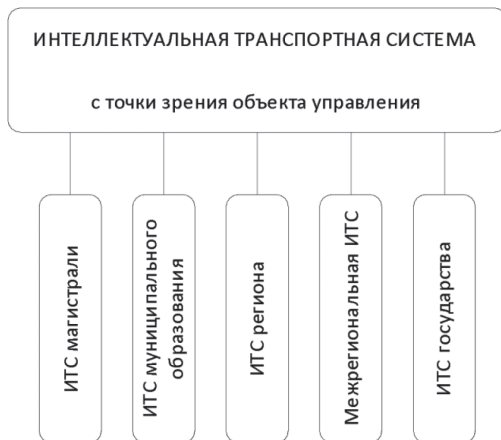 ИНТЕЛЛЕКТУАЛЬНАЯ ТРАНСПОРТНАЯ СИСТЕМА
с точки зрения объекта управления
ИТС магистрали
ИТС муниципального
образования
ИТС региона
Межрегиональная ИТС
ИТС государства